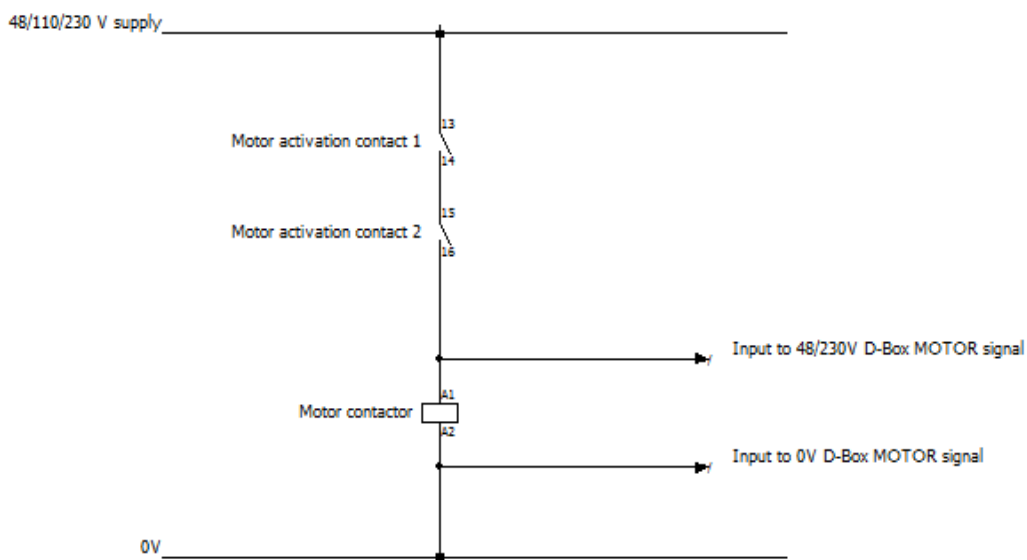 48/110/230 V supply
13
Motor activation contact 1
14
15
Motor activation contact 2
16
Input to 48/230V D-Box MOTOR signal
A1
Motor contactor
A2
Input to 0V D-Box MOTOR signal
0V